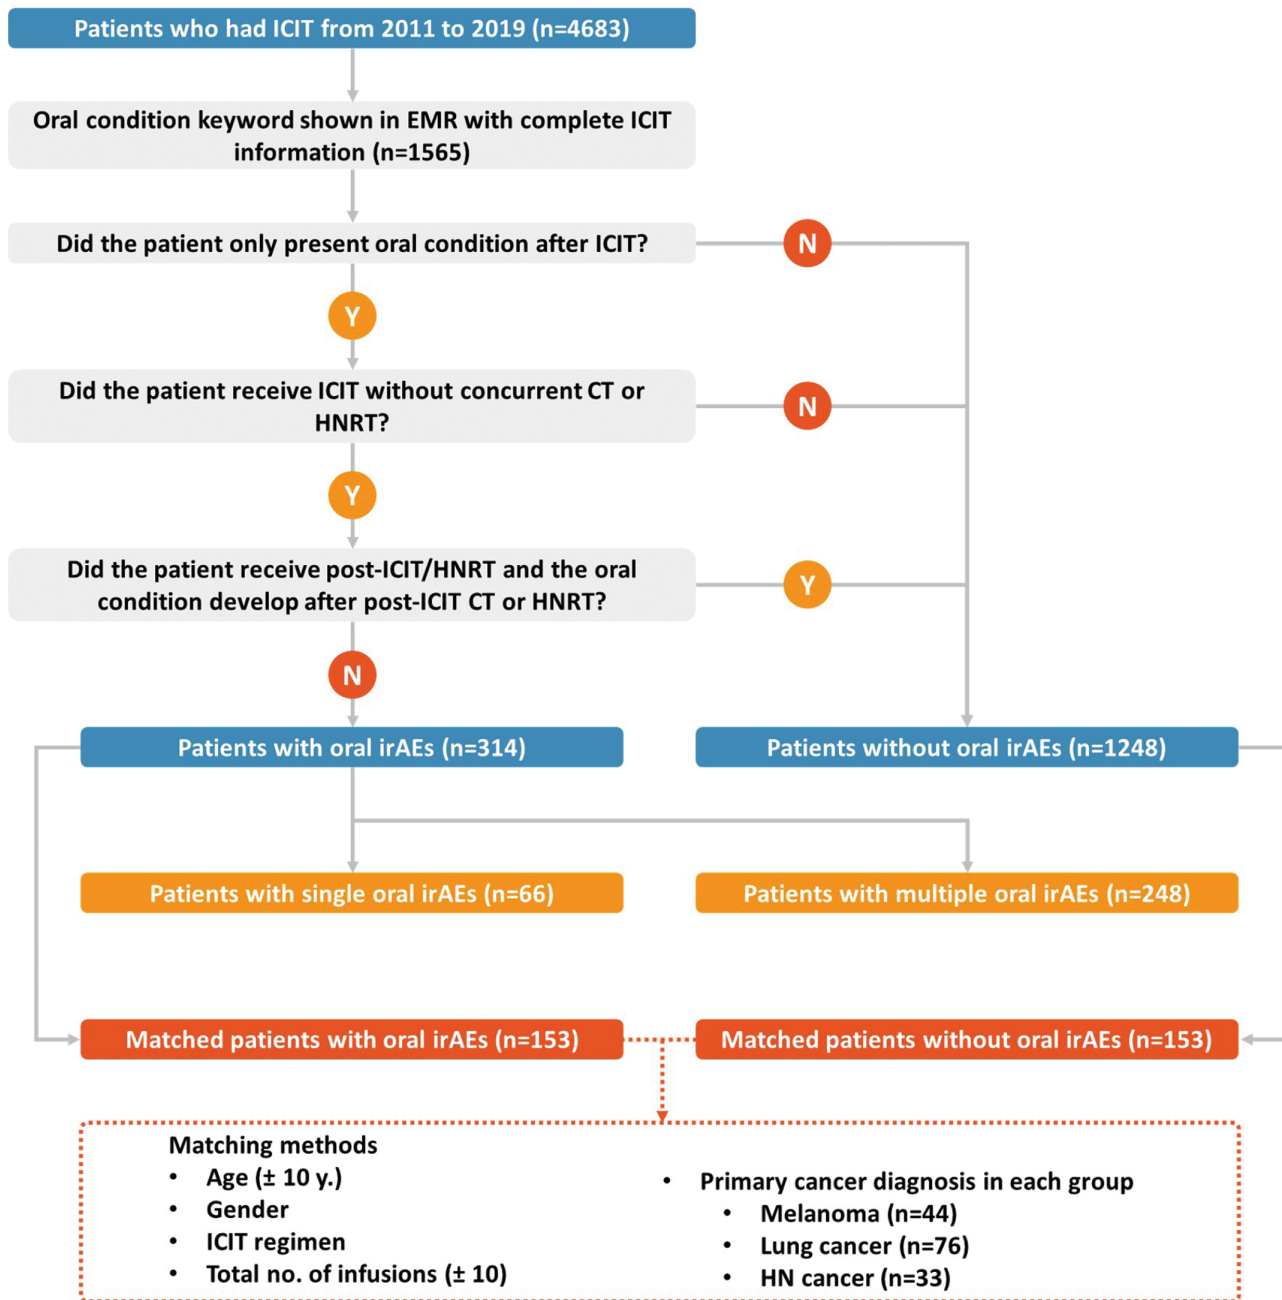 Patients who had ICIT from 2011 to 2019 (n=4683)
Oral condition keyword shown in EMR with complete ICIT
information (n=1565)
Did the patient only present oral condition after ICIT?
N
Y
Did the patient receive ICIT without concurrent CT or
HNRT?
N
Y
Did the patient receive post-ICIT/HNRT and the oral
condition develop after post-ICIT CT or HNRT?
Y
N
Patients with oral irAEs (n=314)
Patients without oral irAEs (n=1248)
Patients with single oral irAEs (n=66)
Patients with multiple oral irAEs (n=248)
Matched patients with oral irAEs (n=153)
Matched patients without oral irAEs (n=153)
Matching methods
• Age (± 10 y.)
• Gender
• ICIT regimen
• Total no. of infusions (± 10)
• Primary cancer diagnosis in each group
• Melanoma (n=44)
• Lung cancer (n=76)
• HN cancer (n=33)